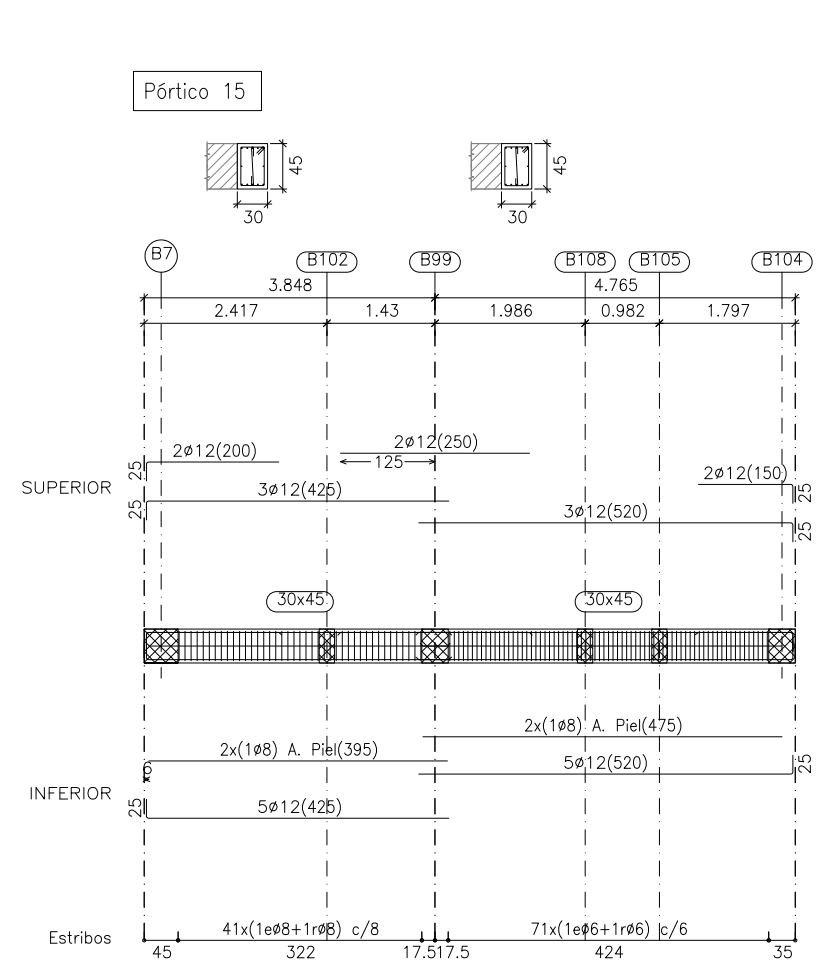 Pórtico 15
45
45
30
30
B7
B102
B99
B108
B105
B104
3.848
4.765
2.417
1.43
1.986
0.982
1.797
2ø12(250)
2ø12(200)
125
25
2ø12(150)
SUPERIOR
3ø12(425)
25
25
3ø12(520)
25
30x45
30x45
2x(1ø8) A. Piel(475)
2x(1ø8) A. Piel(395)
6
5ø12(520)
25
INFERIOR
25
5ø12(425)
Estribos
41x(1eø8+1rø8) c/8
71x(1eø6+1rø6) c/6
45
322
17.5
17.5
424
35